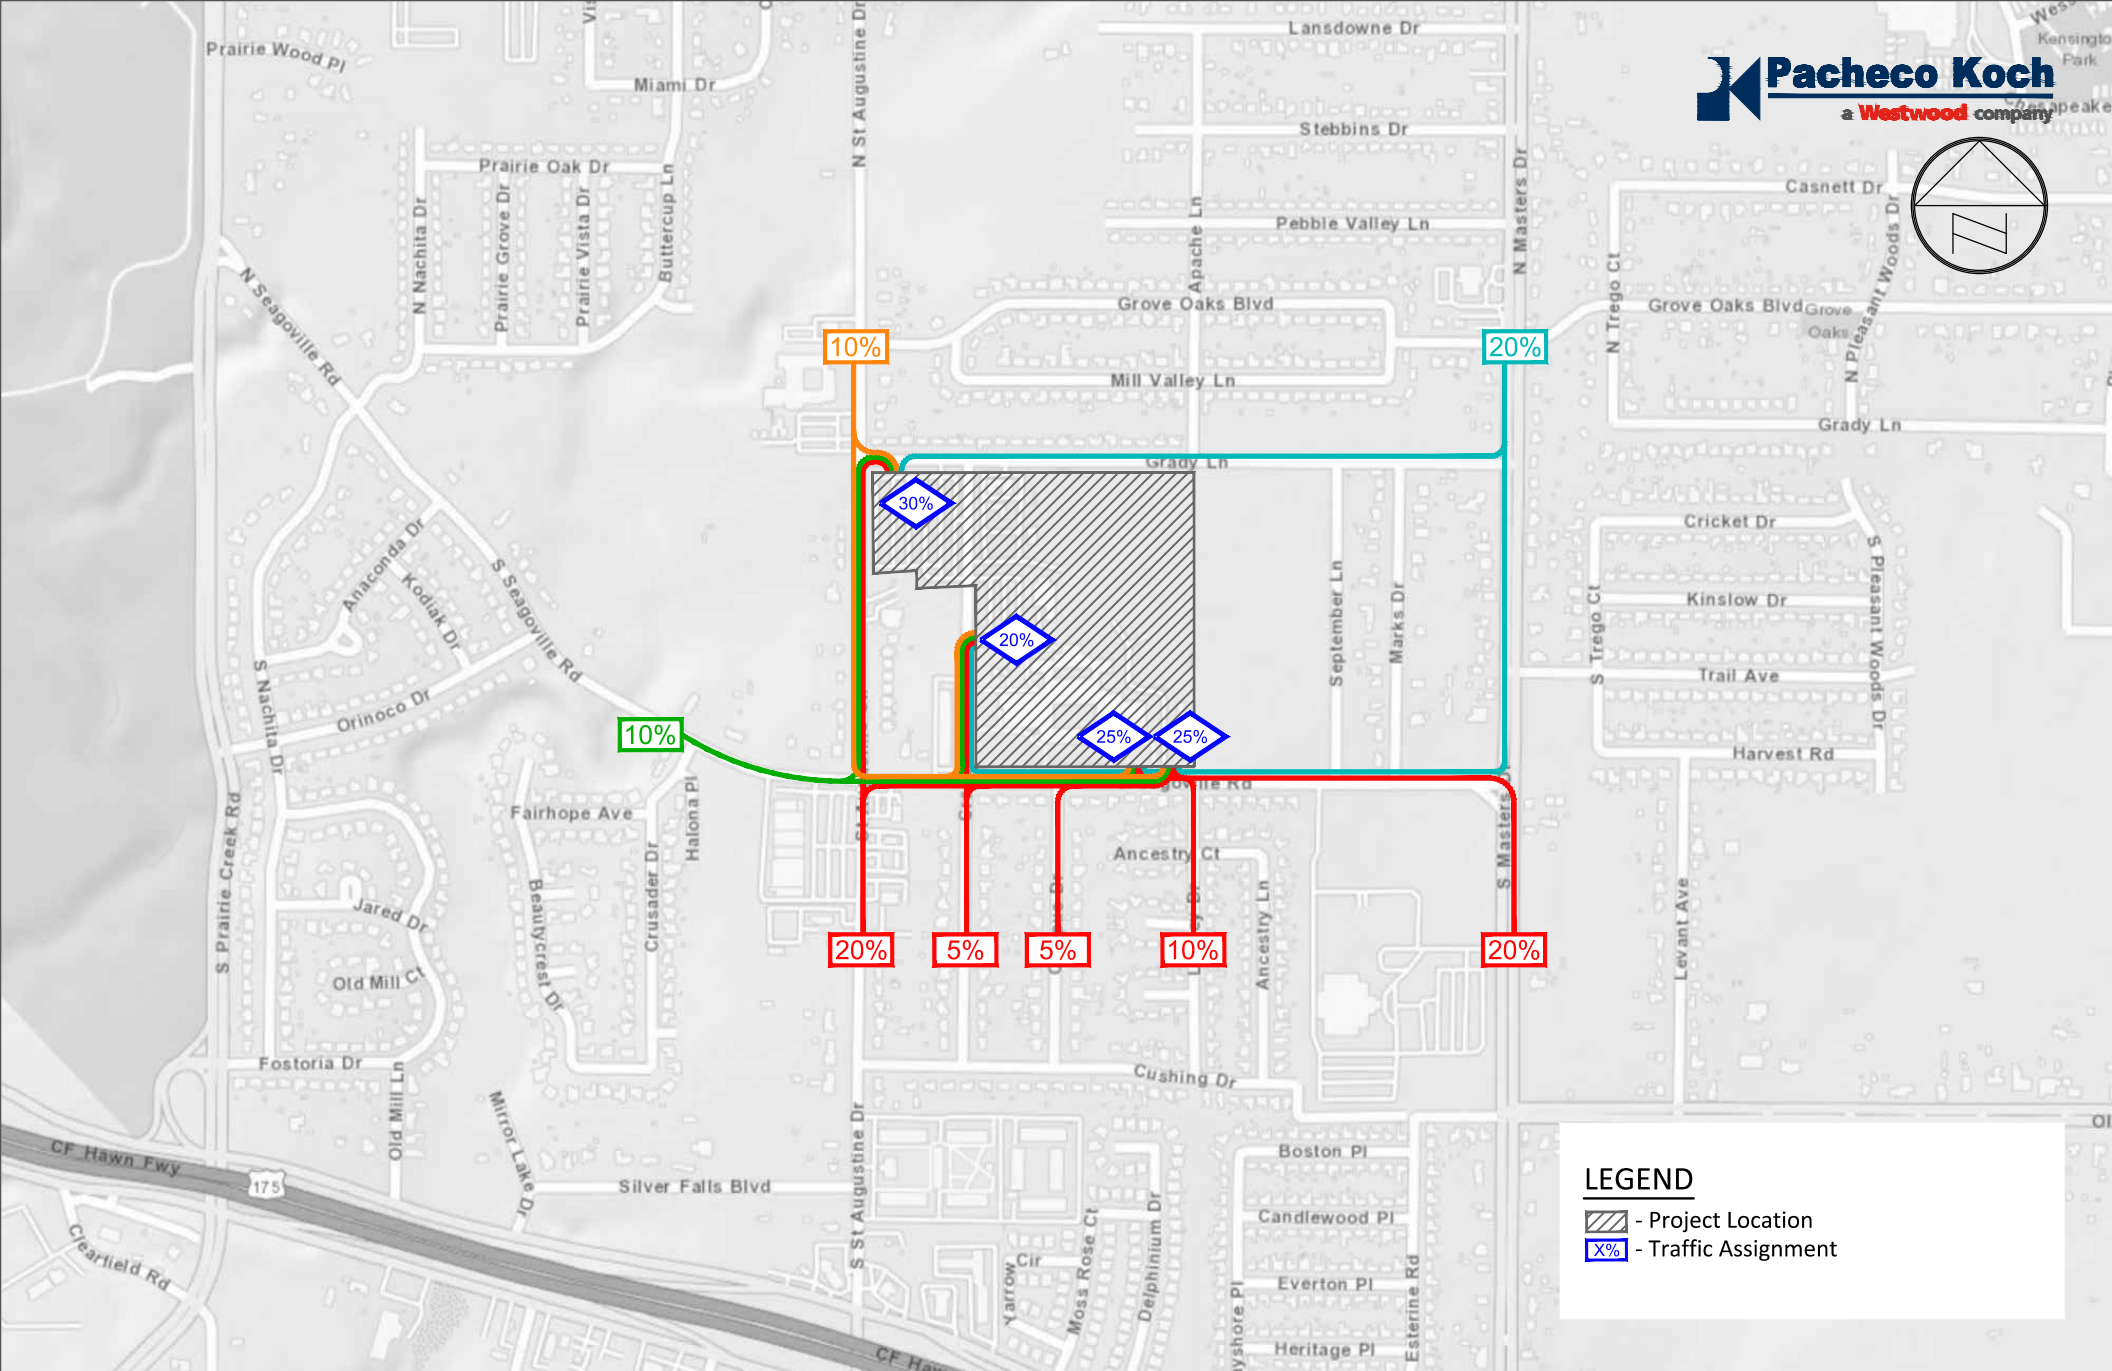 Prairie Wood Pl
Miami Dr
N St Augustine Dr
Lansdowne Dr
Stebbins Dr
Pebble Valley Ln
N Masters Dr
Kensington
Park
Chesapeake
Pacheco Koch
a Westwood company
Prairie Oak Dr
N Nachita Dr
Prairie Grove Dr
Prairie Vista Dr
Buttercup Ln
Apache Ln
Casnett Dr
N Seagoville Rd
Grove Oaks Blvd
Grove Oaks Blvd
Grove
Oaks
N Trego Ct
N Pleasant Woods Dr
10%
20%
Mill Valley Ln
Grady Ln
Grady Ln
30%
Cricket Dr
Anaconda Dr
Kodiak Dr
S Seagoville Rd
Kinslow Dr
S Trego Ct
S Pleasant Woods Dr
September Ln
S
Marks Dr
20%
Trail Ave
S Nachita Dr
Orinoco Dr
10%
25%
25%
Harvest Rd
Fairhope Ave
Halona Pl
Crusader Dr
S Prairie Creek Rd
Ancestry Ct
Ancestry Ln
S Masters Dr
Beautycrest Dr
Jared Dr
Levant Ave
20%
5%
5%
10%
20%
Old Mill Ct
Fostoria Dr
Old Mill Ln
Cushing Dr
Mirror Lake Dr
S St Augustine Dr
CF Hawn Fwy
175
Silver Falls Blvd
Boston Pl
Candlewood Pl
Everton Pl
Heritage Pl
Esterine Rd
Clearfield Rd
Yarrow
Cir
Moss Rose Ct
Delphinium Dr
LEGEND
- Project Location
X% - Traffic Assignment